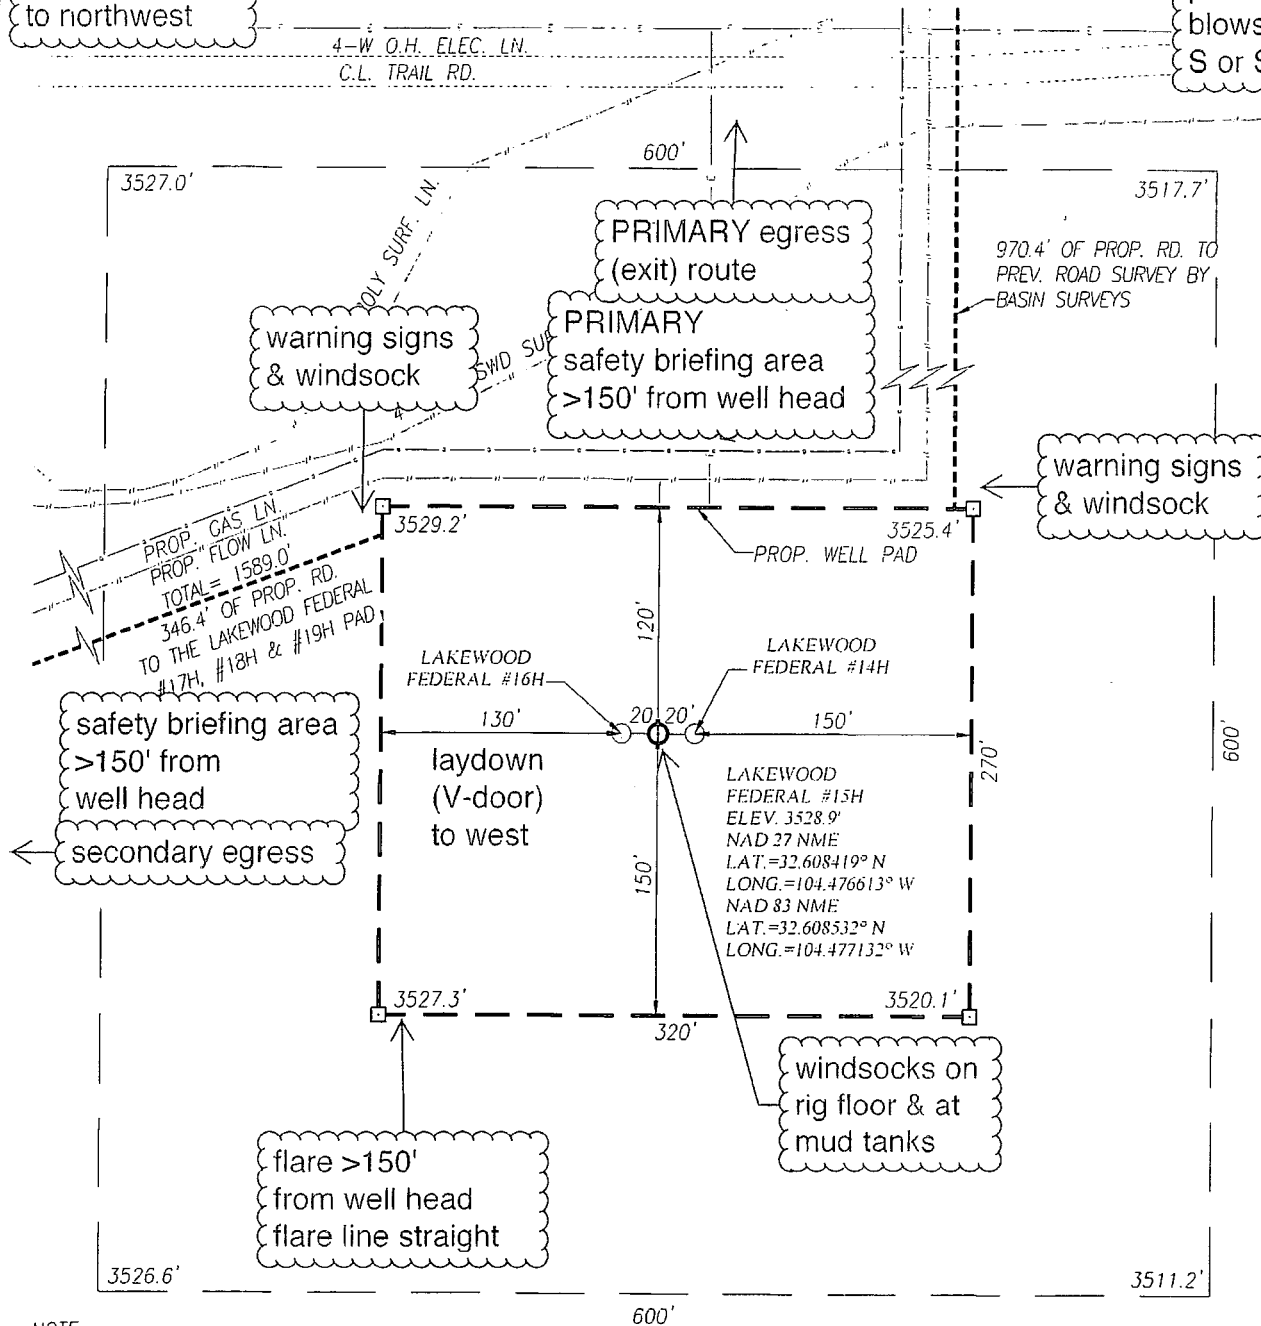 to northwest
blows
S or S
4-W O.H. ELEC. LN.
C.L. TRAIL RD.
600'
3527.0'
3517.7'
POLY SURF. LN.
PRIMARY egress
(exit) route
970.4' OF PROP. RD. TO
PREV. ROAD SURVEY BY
BASIN SURVEYS
PRIMARY
safety briefing area
>150' from well head
warning signs
& windsock
SWD SU
4"
warning signs
& windsock
3529.2'
3525.4'
PROP. WELL PAD
PROP. GAS LN.
PROP. FLOW LN.
TOTAL= 1589.0'
346.4' OF PROP. RD.
TO THE LAKEWOOD FEDERAL
#17H, #18H & #19H PAD
120'
LAKEWOOD
FEDERAL #16H
LAKEWOOD
FEDERAL #14H
130'
20'
20'
150'
270'
600'
safety briefing area
>150' from
well head
secondary egress
laydown
(V-door)
to west
150'
LAKEWOOD
FEDERAL #15H
ELEV. 3528.9'
NAD 27 NME
LAT.=32.608419° N
LONG.=104.476613° W
NAD 83 NME
LAT.=32.608532° N
LONG.=104.477132° W
3527.3'
3520.1'
320'
windsocks on
rig floor & at
mud tanks
flare >150'
from well head
flare line straight
3526.6'
3511.2'
600'
NOTE